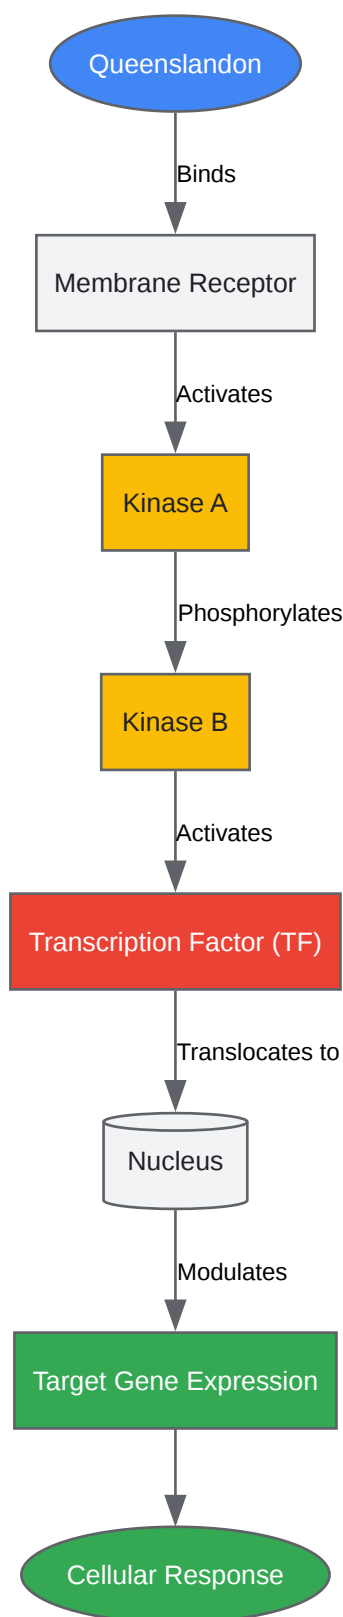 Queenslandon
Binds
Membrane Receptor
Activates
Kinase A
Phosphorylates
Kinase B
Activates
Transcription Factor (TF)
Translocates to
Nucleus
Modulates
Target Gene Expression
Cellular Response